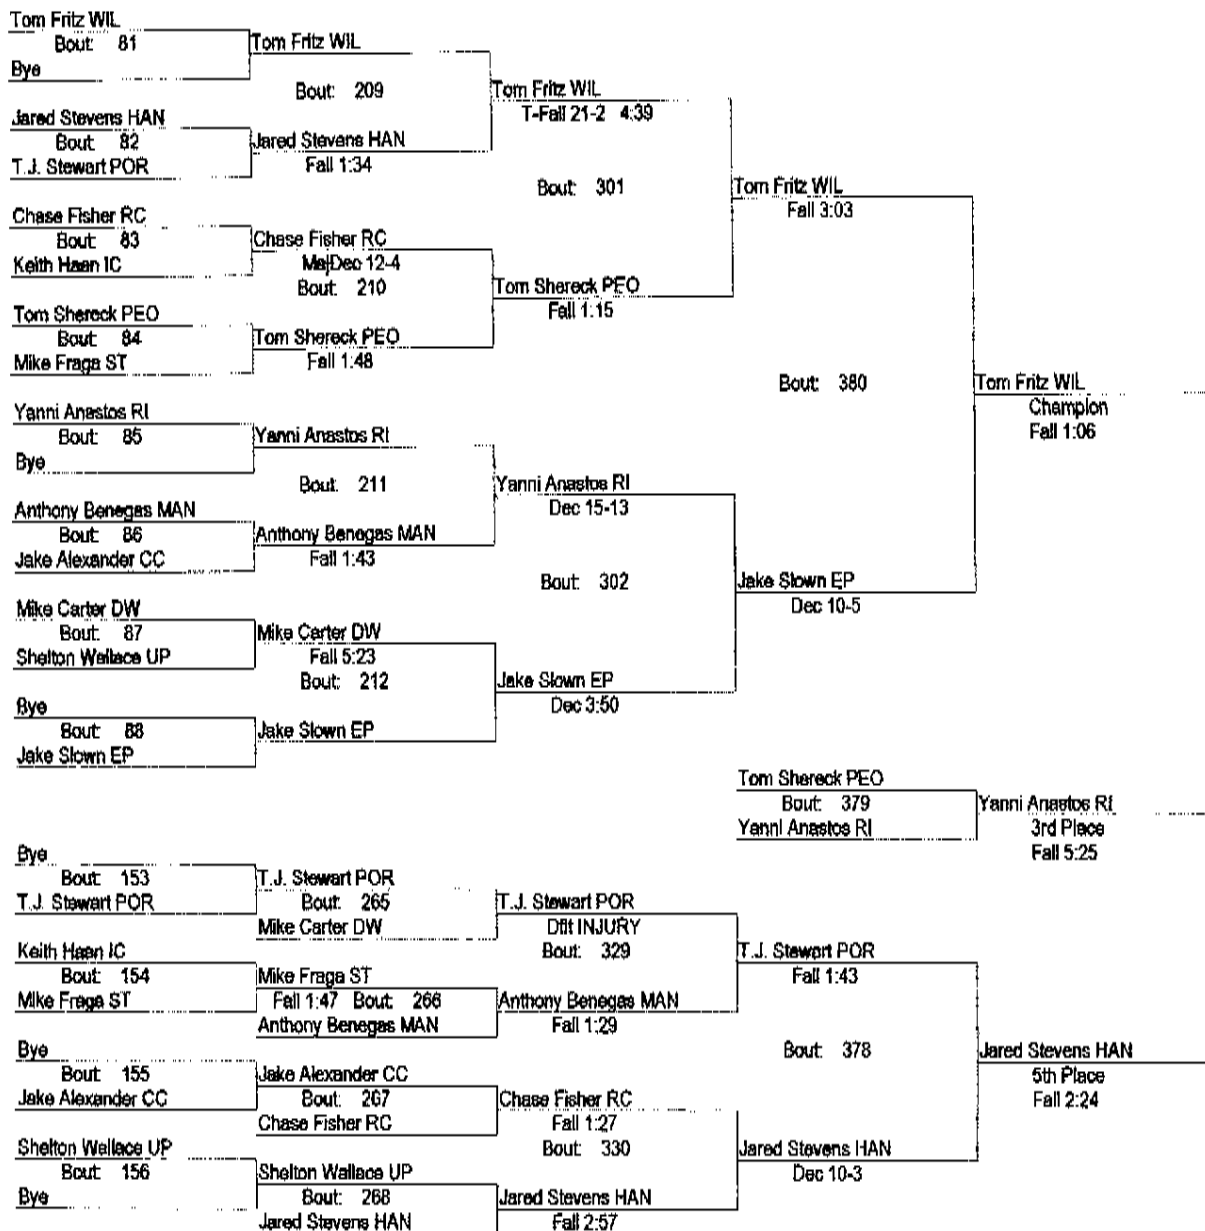 Tom Fritz WIL
Bout: 81
Bye
Tom Fritz WIL
Bout: 209
Jared Stevens HAN
Bout: 82
T.J. Stewart POR
Jared Stevens HAN
Fall 1:34
Tom Fritz WIL
T-Fall 21-2 4:39
Bout: 301
Chase Fisher RC
Bout: 83
Keith Haan IC
Chase Fisher RC
MajDec 12-4
Bout: 210
Tom Shereck PEO
Bout: 84
Mike Fraga ST
Tom Shereck PEO
Fall 1:48
Tom Shereck PEO
Fall 1:15
Tom Fritz WIL
Fall 3:03
Bout: 380
Yanni Anastos RI
Bout: 85
Bye
Yanni Anastos RI
Bout: 211
Anthony Benegas MAN
Bout: 86
Jake Alexander CC
Anthony Benegas MAN
Fall 1:43
Yanni Anastos RI
Dec 15-13
Bout: 302
Mike Carter DW
Bout: 87
Shelton Wallace UP
Mike Carter DW
Fall 5:23
Bout: 212
Bye
Bout: 88
Jake Slown EP
Jake Slown EP
Jake Slown EP
Dec 3:50
Jake Slown EP
Dec 10-5
Tom Fritz WIL
Champion
Fall 1:06
Tom Shereck PEO
Bout: 379
Yanni Anastos RI
Yanni Anastos RI
3rd Place
Fall 5:25
Bye
Bout: 153
T.J. Stewart POR
T.J. Stewart POR
Bout: 265
Mike Carter DW
T.J. Stewart POR
Dflt INJURY
Bout: 329
Keith Haan IC
Bout: 154
Mike Fraga ST
Mike Fraga ST
Fall 1:47 Bout: 266
Anthony Benegas MAN
Anthony Benegas MAN
Fall 1:29
T.J. Stewart POR
Fall 1:43
Bout: 378
Bye
Bout: 155
Jake Alexander CC
Jake Alexander CC
Bout: 267
Chase Fisher RC
Chase Fisher RC
Fall 1:27
Bout: 330
Shelton Wallace UP
Bout: 156
Bye
Shelton Wallace UP
Bout: 268
Jared Stevens HAN
Jared Stevens HAN
Fall 2:57
Jared Stevens HAN
Dec 10-3
Jared Stevens HAN
5th Place
Fall 2:24